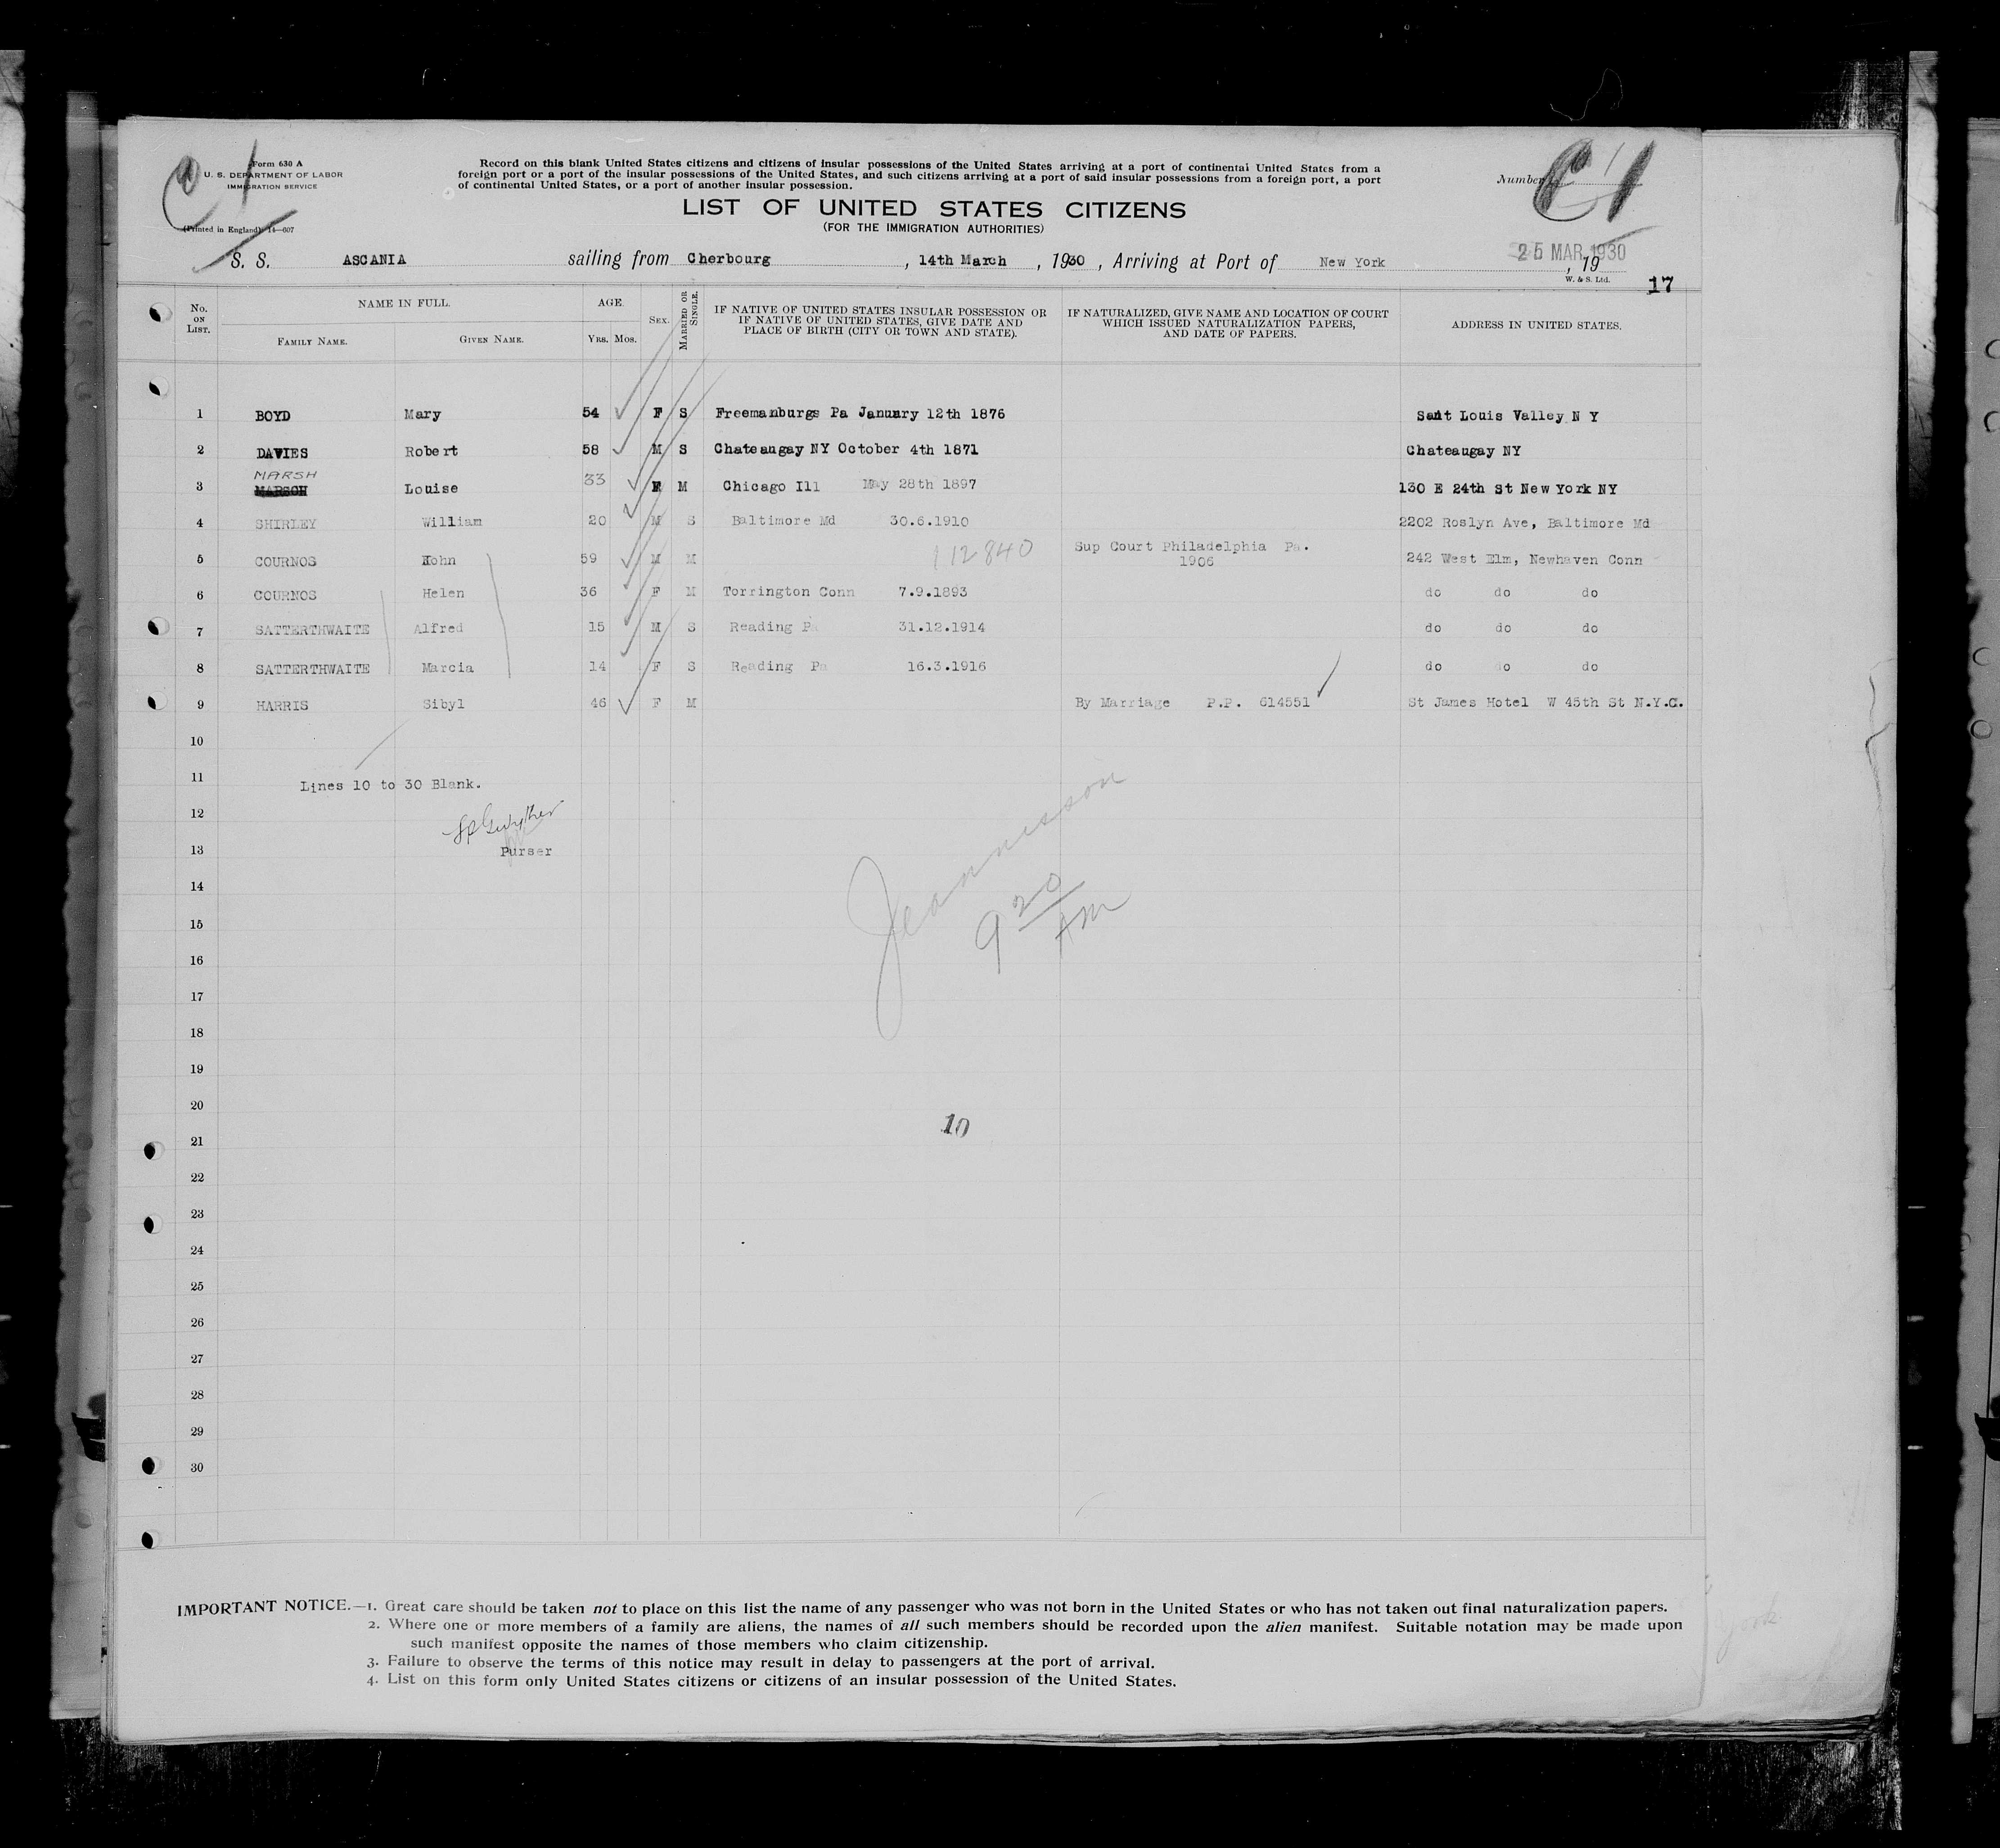 Form 630 A
U. S. DEPARTMENT OF LABOR
IMMIGRATION SERVICE
(Printed in England) 14—607
Record on this blank United States citizens and citizens of insular possessions of the United States arriving at a port of continental United States from a
foreign port or a port of the insular possessions of the United States, and such citizens arriving at a port of said insular possessions from a foreign port, a port
of continental United States, or a port of another insular possession.
Number
C 1
LIST OF UNITED STATES CITIZENS
(FOR THE IMMIGRATION AUTHORITIES)
S. S. ASCANIA sailing from Cherbourg, 14th March, 1930, Arriving at Port of New York, 19
25 MAR 1930
W. & S. Ltd.
17
No. ON LIST. NAME IN FULL. AGE. SEX. MARRIED OR SINGLE. IF NATIVE OF UNITED STATES INSULAR POSSESSION OR IF NATIVE OF UNITED STATES, GIVE DATE AND PLACE OF BIRTH (CITY OR TOWN AND STATE). IF NATURALIZED, GIVE NAME AND LOCATION OF COURT WHICH ISSUED NATURALIZATION PAPERS, AND DATE OF PAPERS. ADDRESS IN UNITED STATES.
FAMILY NAME. GIVEN NAME. YRS. MOS.
1 BOYD Mary 54 F S Freemanburgs Pa January 12th 1876 Saint Louis Valley N Y
2 DAVIES Robert 58 M S Chateaugay NY October 4th 1871 Chateaugay NY
MARSH
3 MARSCH Louise 33 F M Chicago Ill May 28th 1897 130 E 24th St New York NY
4 SHIRLEY William 20 M S Baltimore Md 30.6.1910 2202 Roslyn Ave, Baltimore Md
5 COURNOS John 59 M M 112840 Sup Court Philadelphia Pa. 1906 242 West Elm, Newhaven Conn
6 COURNOS Helen 36 F M Torrington Conn 7.9.1893 do do do
7 SATTERTHWAITE Alfred 15 M S Reading Pa 31.12.1914 do do do
8 SATTERTHWAITE Marcia 14 F S Reading Pa 16.3.1916 do do do
9 HARRIS Sibyl 46 F M By Marriage P.P. 614551 St James Hotel W 45th St N.Y.C.
10
11 Lines 10 to 30 Blank.
12
13 Purser
14
Jeannisson
9 20 AM
15
16
17
18
19
20
10
21
22
23
24
25
26
27
28
29
30
IMPORTANT NOTICE.—1. Great care should be taken not to place on this list the name of any passenger who was not born in the United States or who has not taken out final naturalization papers.
2. Where one or more members of a family are aliens, the names of all such members should be recorded upon the alien manifest. Suitable notation may be made upon
such manifest opposite the names of those members who claim citizenship.
3. Failure to observe the terms of this notice may result in delay to passengers at the port of arrival.
4. List on this form only United States citizens or citizens of an insular possession of the United States.